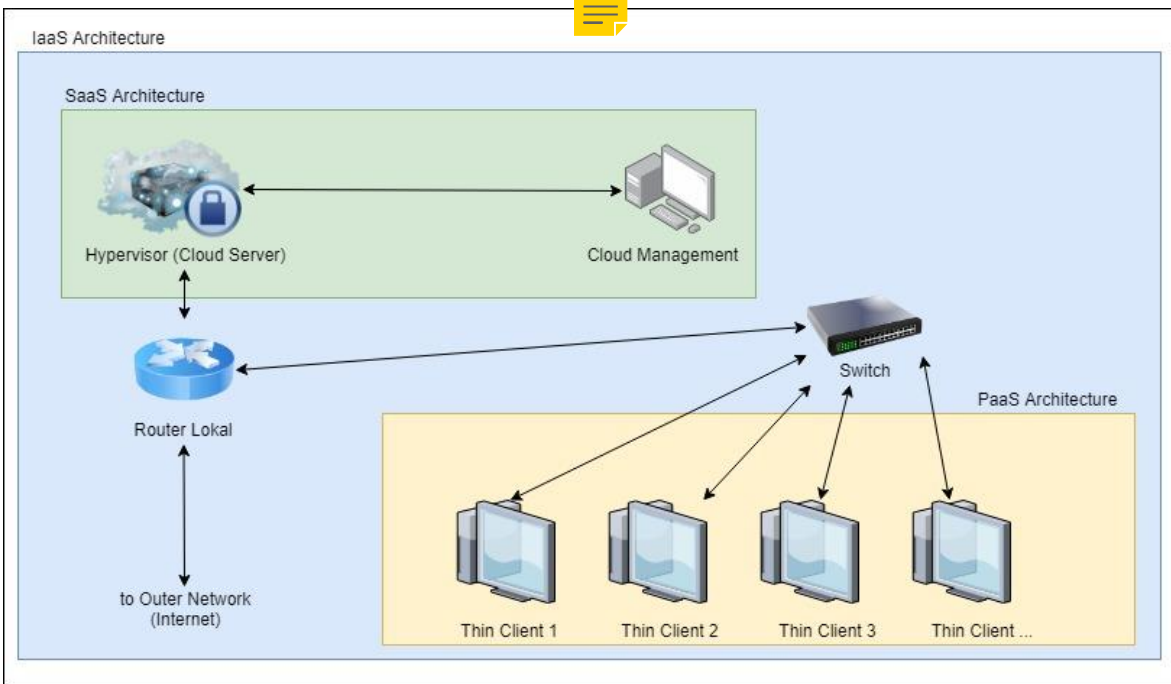 IaaS Architecture
SaaS Architecture
Hypervisor (Cloud Server)
Cloud Management
Switch
PaaS Architecture
Router Lokal
to Outer Network
(Internet)
Thin Client 1
Thin Client 2
Thin Client 3
Thin Client ...